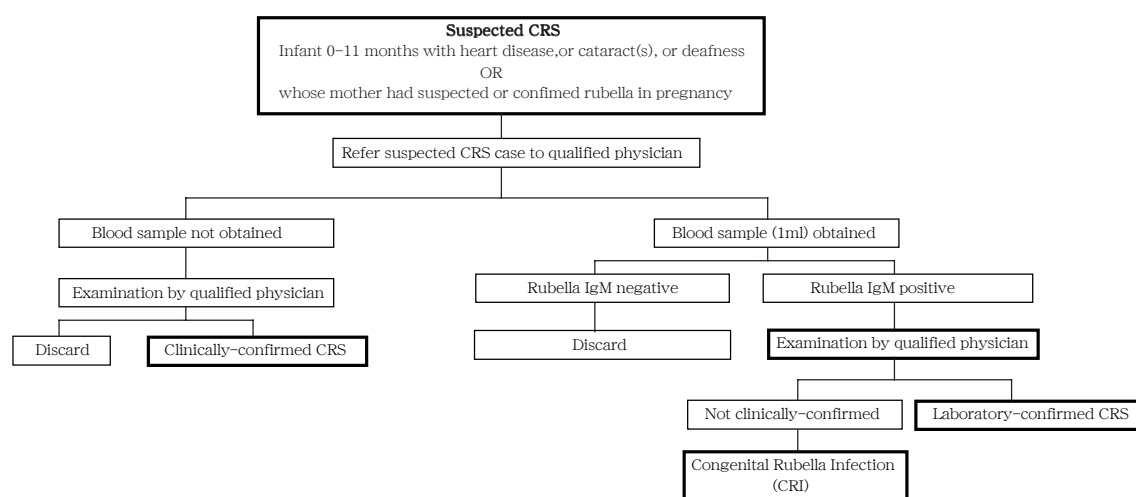 Suspected CRS
Infant 0-11 months with heart disease,or cataract(s), or deafness
OR
whose mother had suspected or confimed rubella in pregnancy
Refer suspected CRS case to qualified physician
Blood sample not obtained
Blood sample (1ml) obtained
Examination by qualified physician
Rubella IgM negative
Rubella IgM positive
Discard
Clinically-confirmed CRS
Discard
Examination by qualified physician
Not clinically-confirmed
Laboratory-confirmed CRS
Congenital Rubella Infection
(CRI)